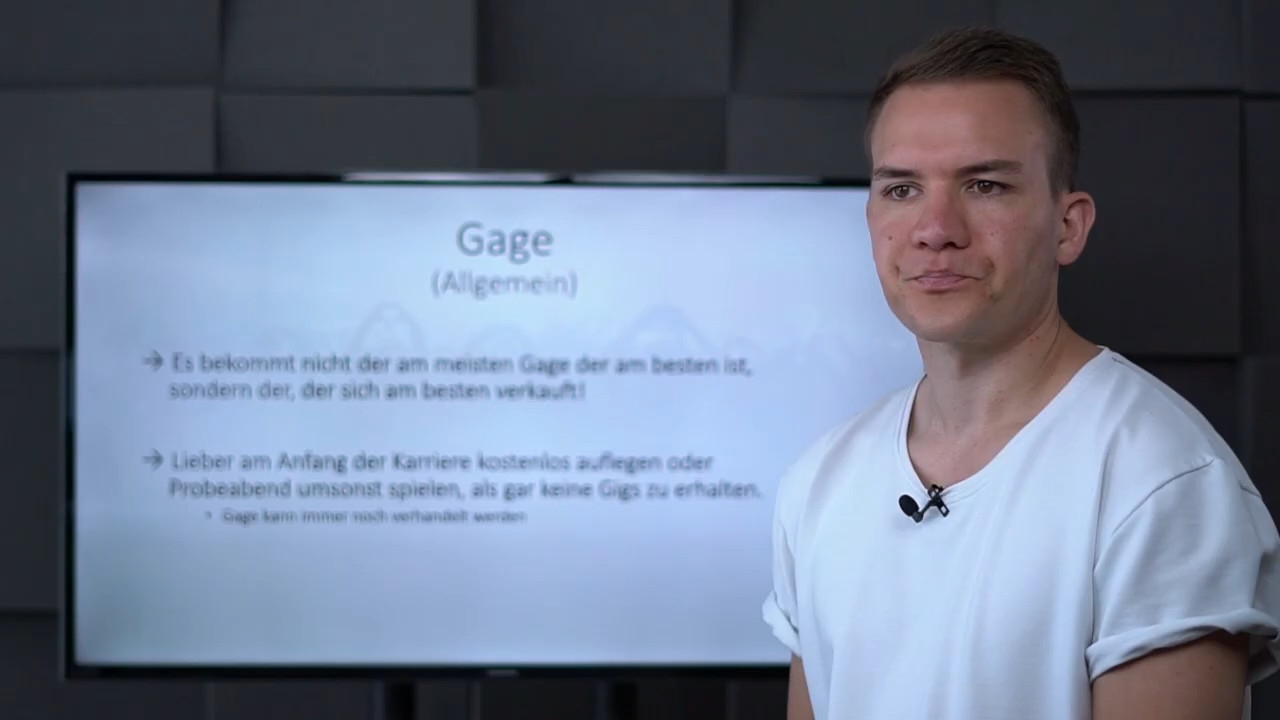 Gage
(Allgemein)
→ Es bekommt nicht der am meisten Gage der am besten ist,
sondern der, der sich am besten verkauft!
→ Lieber am Anfang der Karriere kostenlos auflegen oder
Probeabend umsonst spielen, als gar keine Gigs zu erhalten.
• Gage kann immer noch verhandelt werden